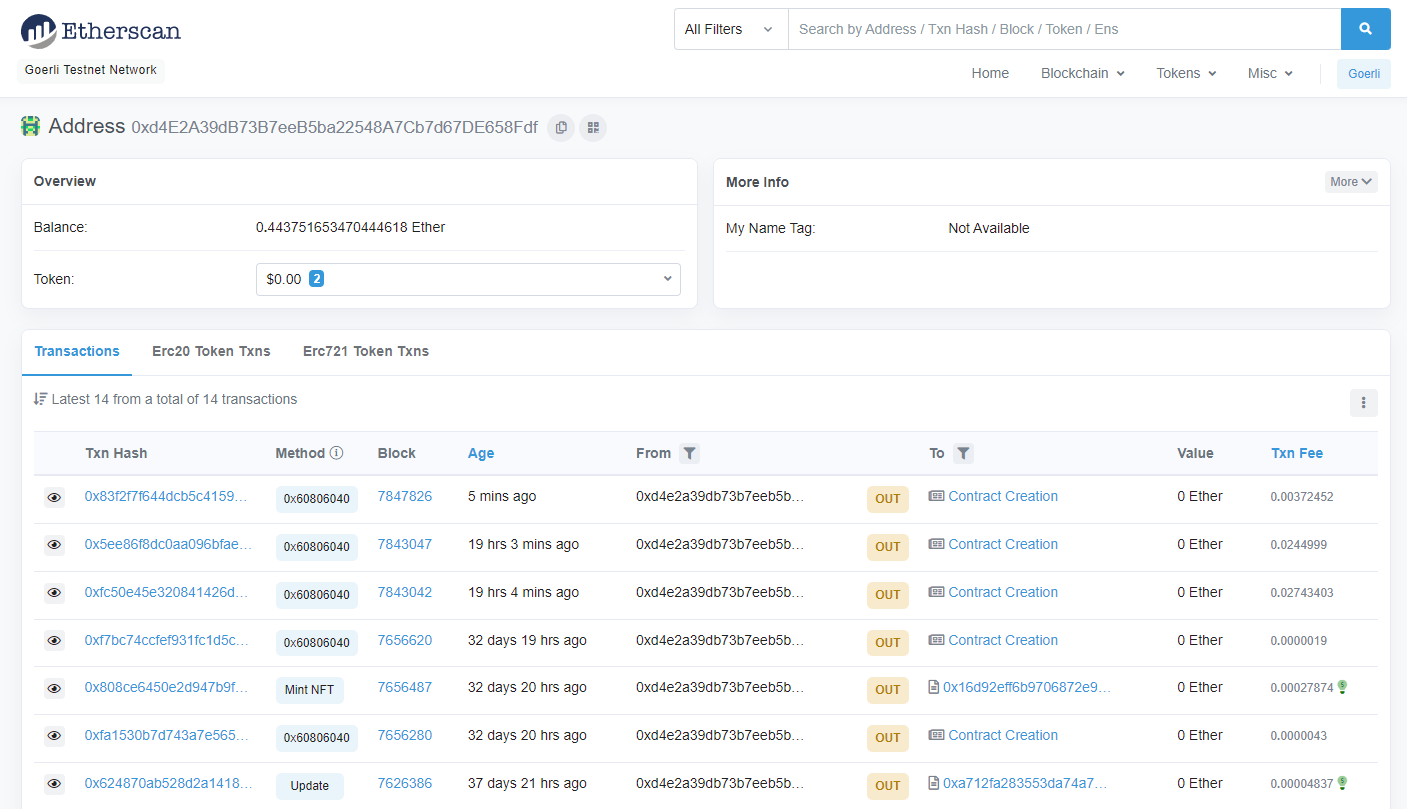 Etherscan
All Filters Search by Address / Txn Hash / Block / Token / Ens
Goerli Testnet Network
Home Blockchain Tokens Misc Goerli
Address 0xd4E2A39dB73B7eeB5ba22548A7Cb7d67DE658Fdf
Overview
Balance: 0.443751653470444618 Ether
Token: $0.00 2
More Info More
My Name Tag: Not Available
Transactions Erc20 Token Txns Erc721 Token Txns
Latest 14 from a total of 14 transactions
Txn Hash Method Block Age From To Value Txn Fee
0x83f2f7f644dcb5c4159... 0x60806040 7847826 5 mins ago 0xd4e2a39db73b7eeb5b... OUT Contract Creation 0 Ether 0.00372452
0x5ee86f8dc0aa096bfae... 0x60806040 7843047 19 hrs 3 mins ago 0xd4e2a39db73b7eeb5b... OUT Contract Creation 0 Ether 0.0244999
0xfc50e45e320841426d... 0x60806040 7843042 19 hrs 4 mins ago 0xd4e2a39db73b7eeb5b... OUT Contract Creation 0 Ether 0.02743403
0xf7bc74ccfef931fc1d5c... 0x60806040 7656620 32 days 19 hrs ago 0xd4e2a39db73b7eeb5b... OUT Contract Creation 0 Ether 0.0000019
0x808ce6450e2d947b9f... Mint NFT 7656487 32 days 20 hrs ago 0xd4e2a39db73b7eeb5b... OUT 0x16d92eff6b9706872e9... 0 Ether 0.00027874
0xfa1530b7d743a7e565... 0x60806040 7656280 32 days 20 hrs ago 0xd4e2a39db73b7eeb5b... OUT Contract Creation 0 Ether 0.0000043
0x624870ab528d2a1418... Update 7626386 37 days 21 hrs ago 0xd4e2a39db73b7eeb5b... OUT 0xa712fa283553da74a7... 0 Ether 0.00004837